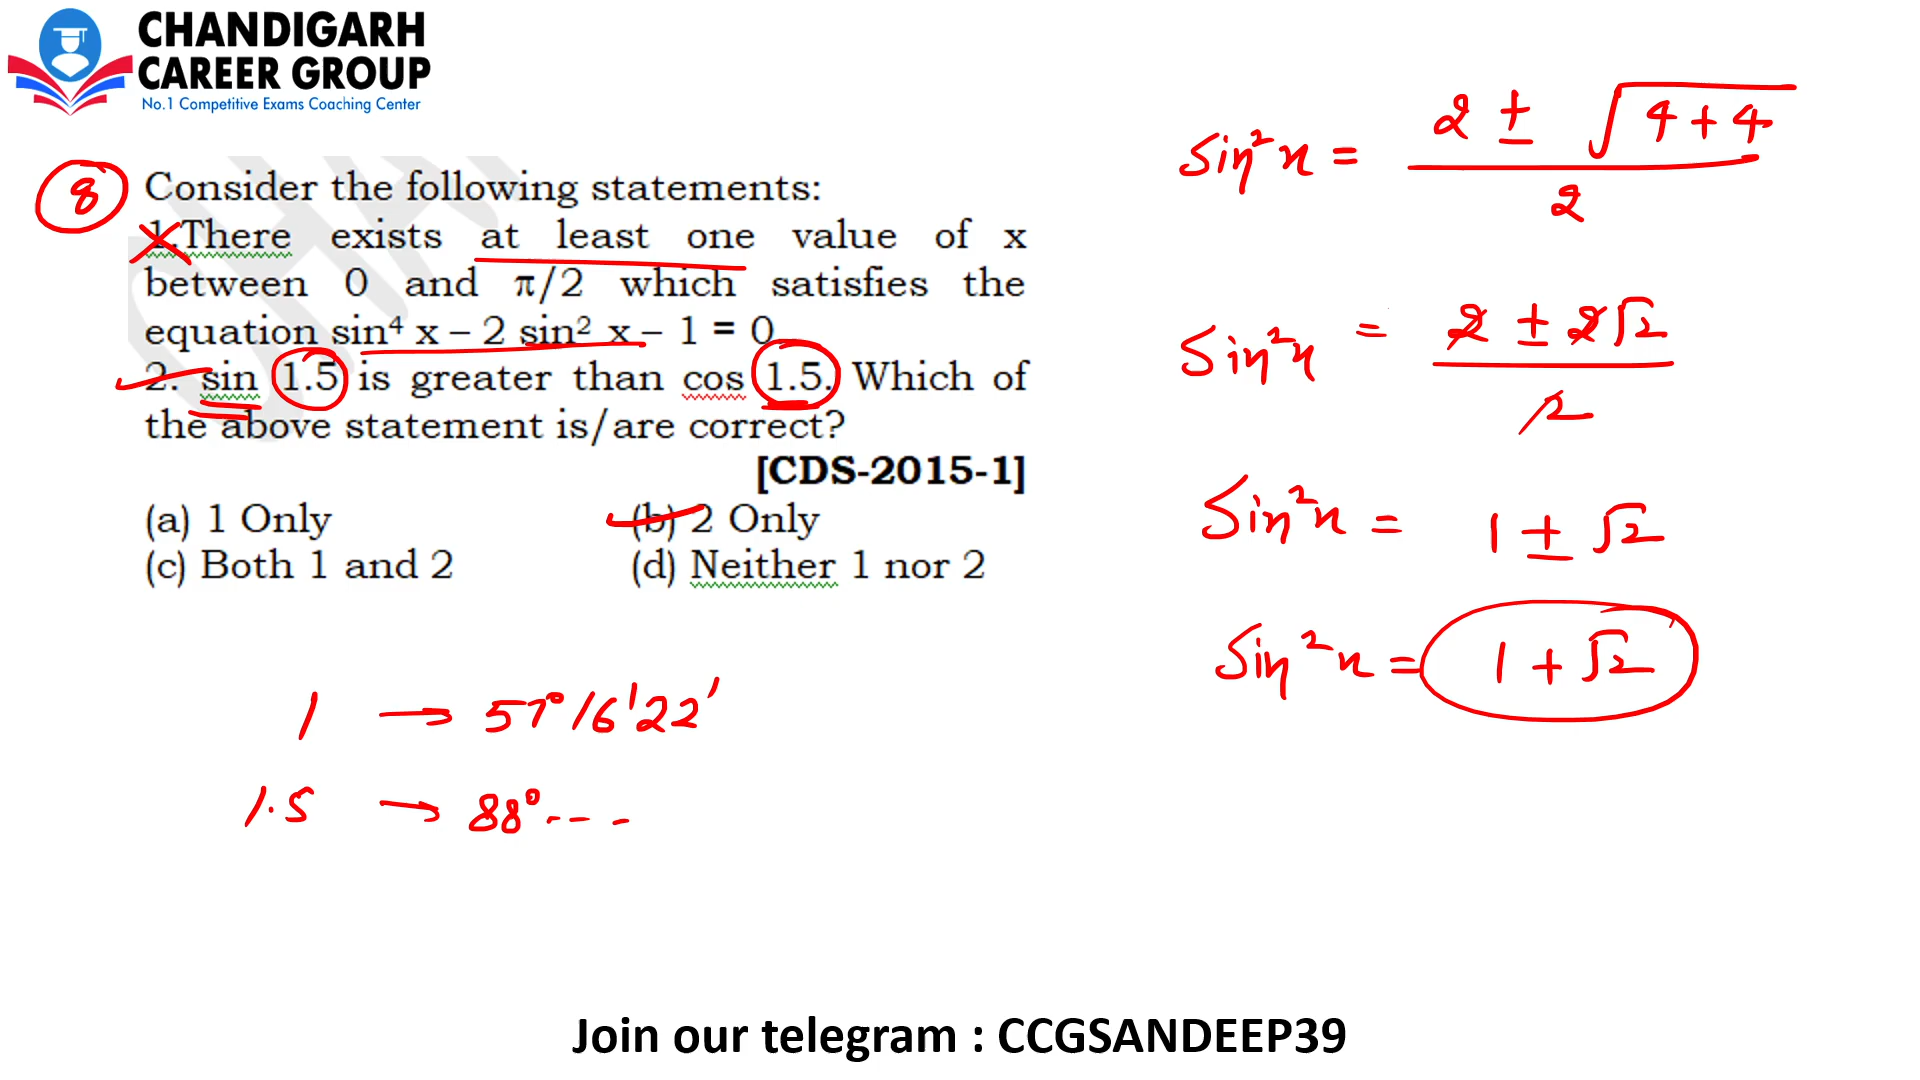 CHANDIGARH
CAREER GROUP
No.1 Competitive Exams Coaching Center
8 Consider the following statements:
1.There exists at least one value of x
between 0 and π/2 which satisfies the
equation sin⁴ x – 2 sin² x – 1 = 0
2. sin 1.5 is greater than cos 1.5. Which of
the above statement is/are correct?
[CDS-2015-1]
(a) 1 Only (b) 2 Only
(c) Both 1 and 2 (d) Neither 1 nor 2
1 → 57°16'22'
1.5 → 88° ----
sin²x = (2 ± √(4+4))/2
sin²x = (2 ± 2√2)/2
sin²x = 1 ± √2
sin²x = 1 + √2
Join our telegram : CCGSANDEEP39